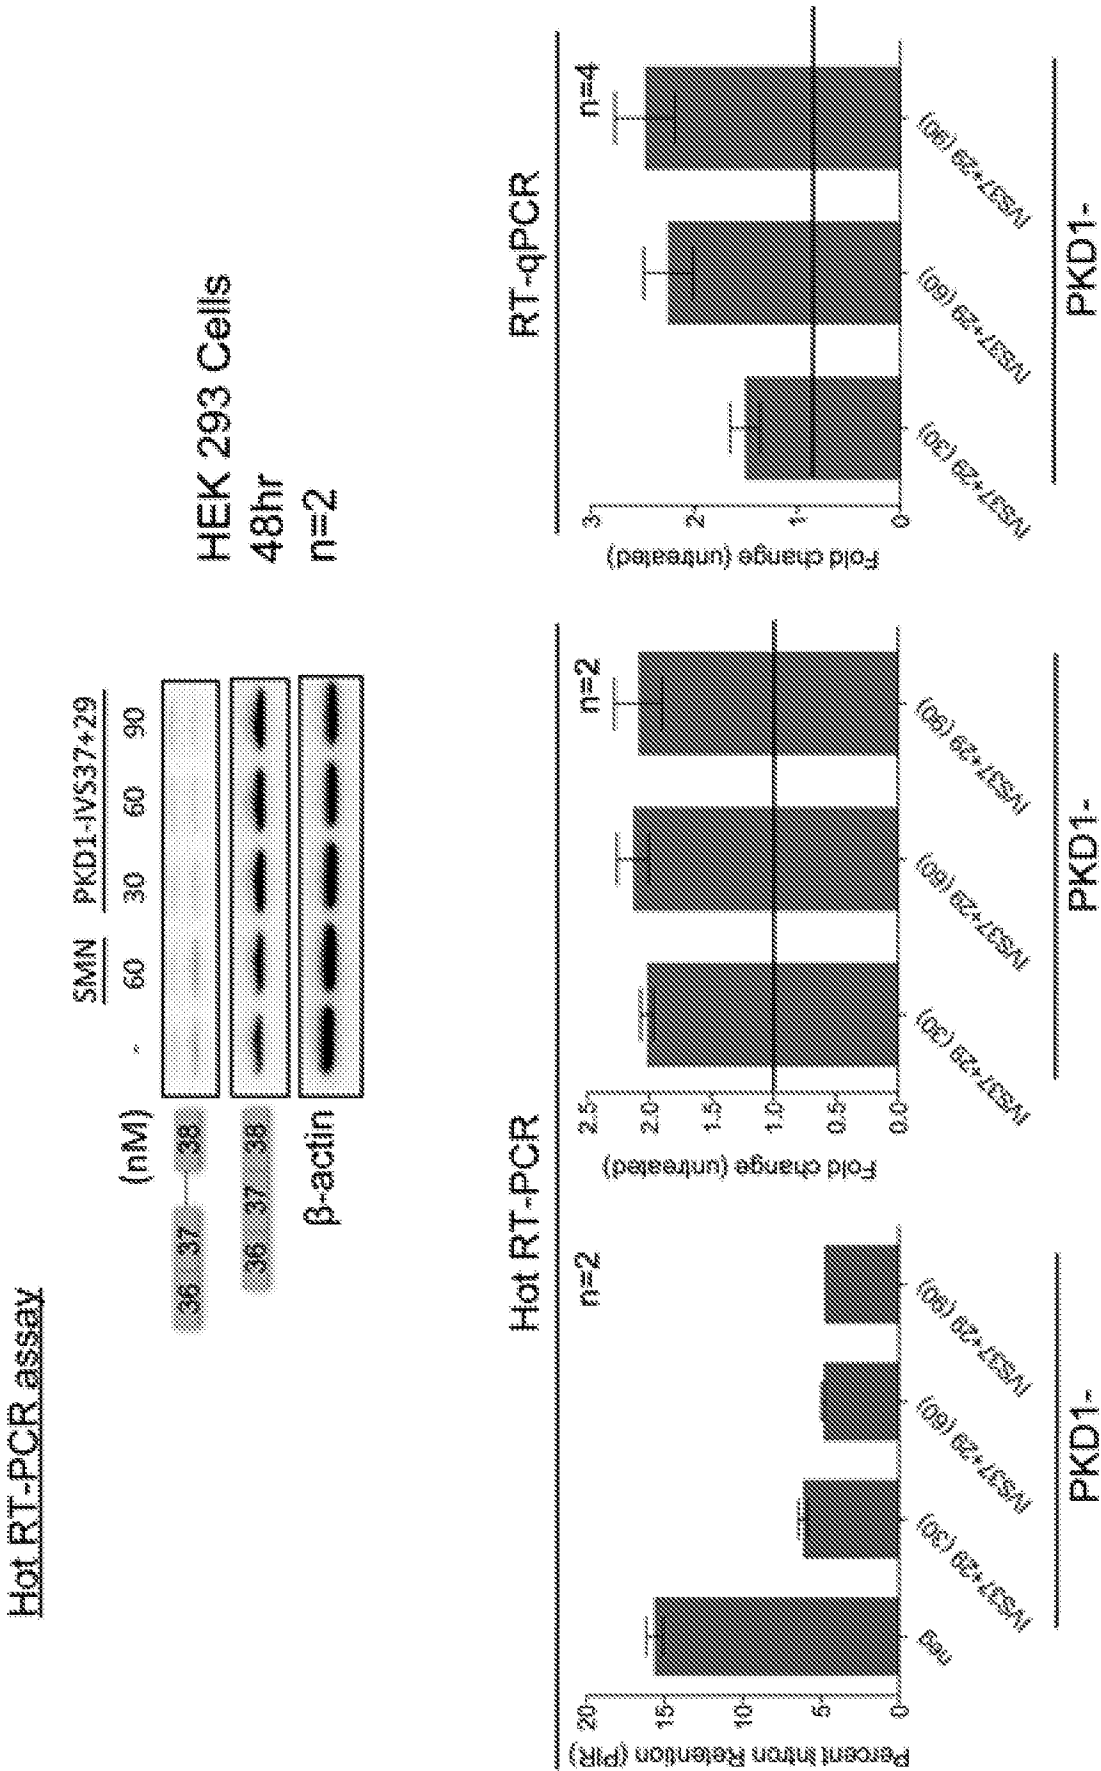 Hot RT-PCR assay
SMN PKD1-IVS37+29
(nM) - 60 30 60 90
36 37 38
36 37 38
β-actin
HEK 293 Cells
48hr
n=2
Hot RT-PCR
Percent Intron Retention (PIR)
20
15
10
5
0
n=2
neg
IVS37+29 (30)
IVS37+29 (60)
IVS37+29 (90)
PKD1-
Fold change (untreated)
2.5
2.0
1.5
1.0
0.5
0.0
n=2
IVS37+29 (30)
IVS37+29 (60)
IVS37+29 (90)
PKD1-
RT-qPCR
Fold change (untreated)
3
2
1
0
n=4
IVS37+29 (30)
IVS37+29 (60)
IVS37+29 (90)
PKD1-